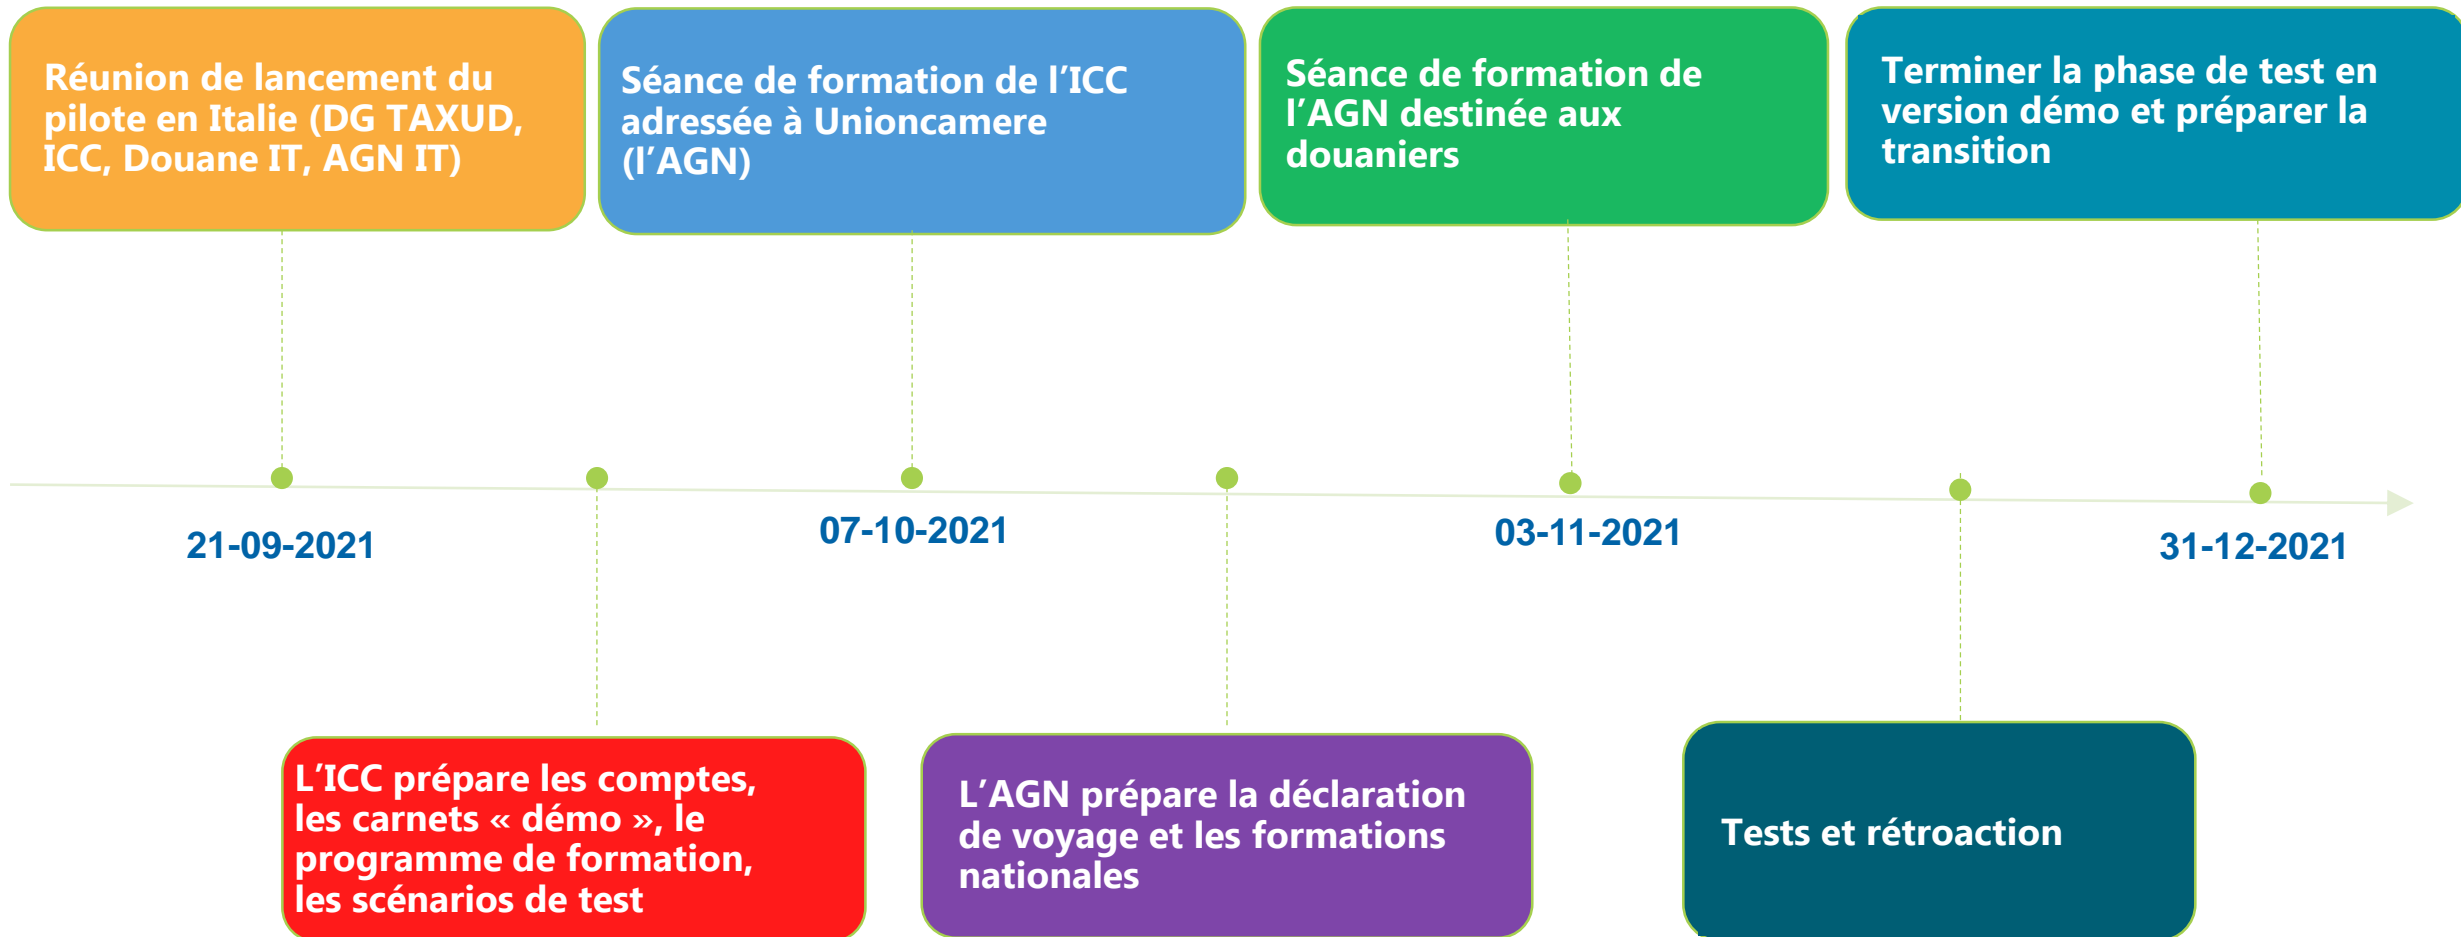 Réunion de lancement du
pilote en Italie (DG TAXUD,
ICC, Douane IT, AGN IT)
Séance de formation de l’ICC
adressée à Unioncamere
(l’AGN)
Séance de formation de
l’AGN destinée aux
douaniers
Terminer la phase de test en
version démo et préparer la
transition
21-09-2021
07-10-2021
03-11-2021
31-12-2021
L’ICC prépare les comptes,
les carnets « démo », le
programme de formation,
les scénarios de test
L’AGN prépare la déclaration
de voyage et les formations
nationales
Tests et rétroaction